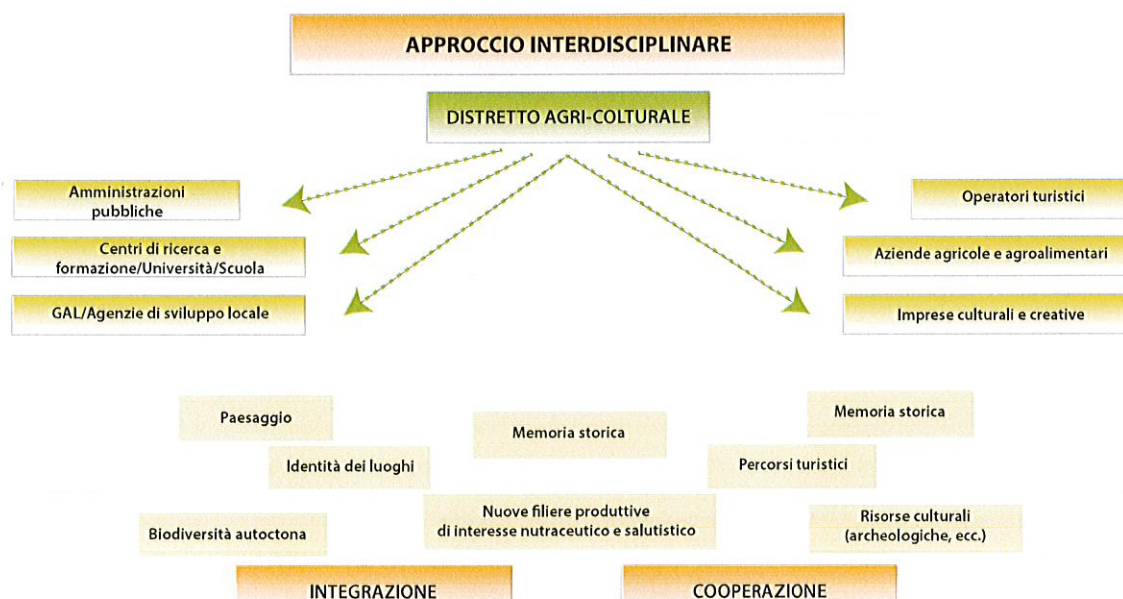 APPROCCIO INTERDISCIPLINARE
DISTRETTO AGRI-COLTURALE
Amministrazioni
pubbliche
Centri di ricerca e
formazione/Università/Scuola
GAL/Agenzie di sviluppo locale
Operatori turistici
Aziende agricole e agroalimentari
Imprese culturali e creative
Paesaggio
Memoria storica
Memoria storica
Identità dei luoghi
Percorsi turistici
Biodiversità autoctona
Nuove filiere produttive
di interesse nutraceutico e salutistico
Risorse culturali
(archeologiche, ecc.)
INTEGRAZIONE
COOPERAZIONE